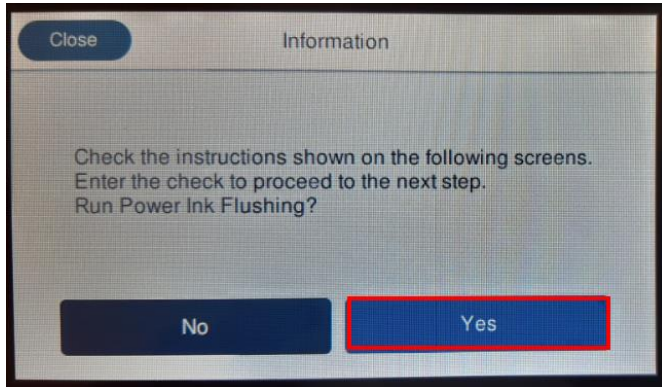 Close
Information
Check the instructions shown on the following screens.
Enter the check to proceed to the next step.
Run Power Ink Flushing?
No
Yes